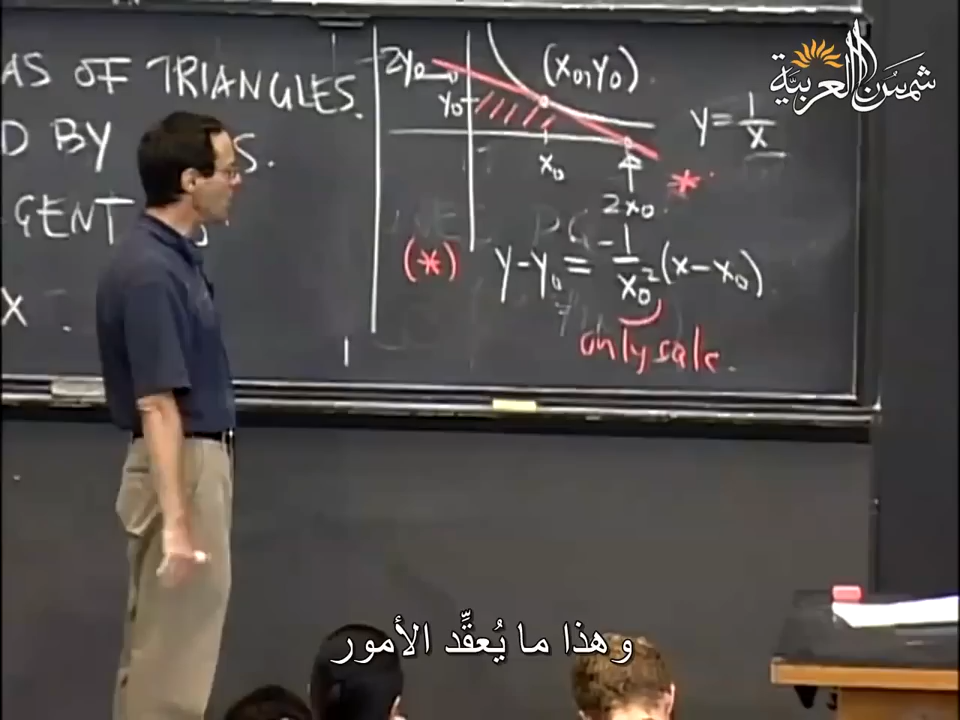 AS OF TRIANGLES
D BY
GENT
x .
2y₀
y₀
(x₀,y₀)
x₀
2x₀
y = 1/x
*
(*) y-y₀ = -1/x₀² (x-x₀)
only calc.
شمس العربية
وهذا ما يُعقِّد الأمور